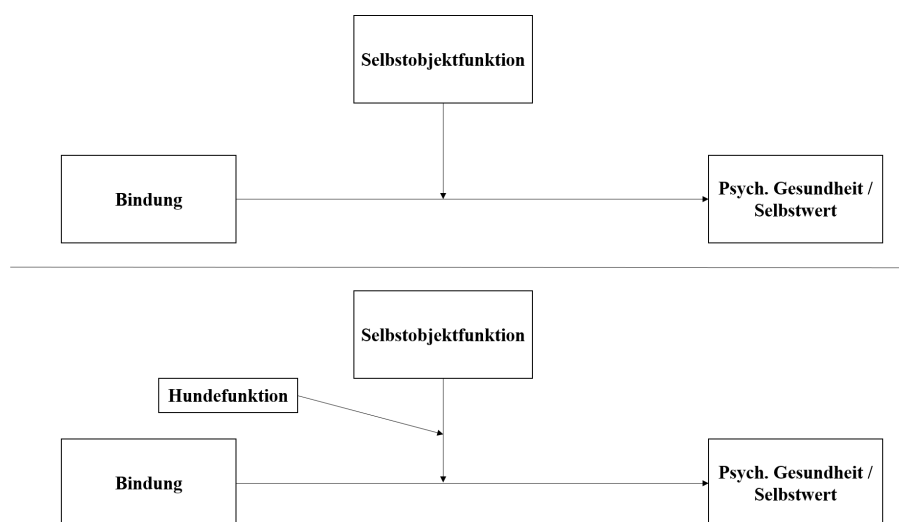 Selbstobjektfunktion
Bindung
Psych. Gesundheit /
Selbstwert
Selbstobjektfunktion
Hundefunktion
Bindung
Psych. Gesundheit /
Selbstwert